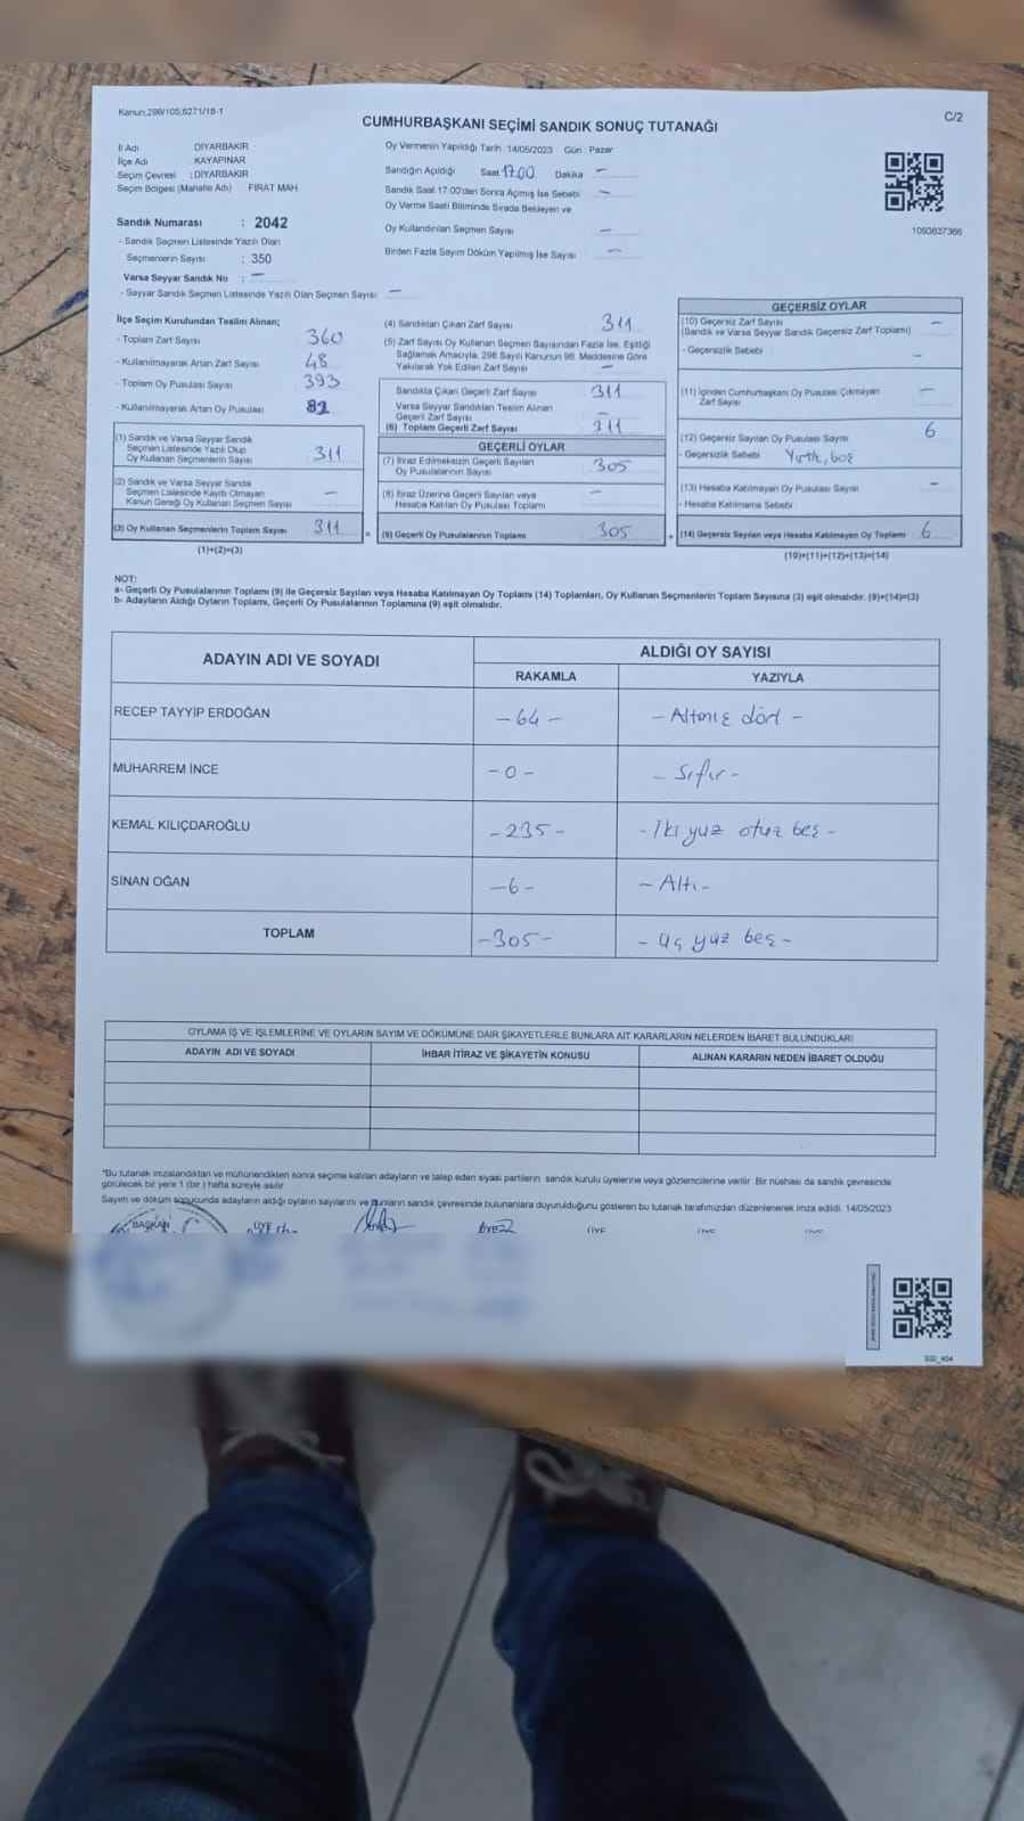 Kanun;298/105;6271/18-1
C/2
CUMHURBAŞKANI SEÇİMİ SANDIK SONUÇ TUTANAĞI
İl Adı DİYARBAKIR
İlçe Adı KAYAPINAR
Seçim Çevresi : DİYARBAKIR
Seçim Bölgesi (Mahalle Adı) FIRAT MAH
Oy Vermenin Yapıldığı Tarih : 14/05/2023 Gün : Pazar
Sandığın Açıldığı Saat 17.00 Dakika —
Sandık Saat 17.00'dan Sonra Açılmış İse Sebebi —
Oy Verme Saati Bitiminde Sırada Bekleyen ve
Oy Kullandırılan Seçmen Sayısı —
Birden Fazla Sayım Döküm Yapılmış İse Sayısı —
1093627366
Sandık Numarası : 2042
- Sandık Seçmen Listesinde Yazılı Olan
Seçmenlerin Sayısı : 350
Varsa Seyyar Sandık No : —
- Seyyar Sandık Seçmen Listesinde Yazılı Olan Seçmen Sayısı —
İlçe Seçim Kurulundan Teslim Alınan;
- Toplam Zarf Sayısı 360
- Kullanılmayarak Artan Zarf Sayısı 48
- Toplam Oy Pusulası Sayısı 393
- Kullanılmayarak Artan Oy Pusulası 82
(1) Sandık ve Varsa Seyyar Sandık
Seçmen Listesinde Yazılı Olup
Oy Kullanan Seçmenlerin Sayısı 311
(2) Sandık ve Varsa Seyyar Sandık
Seçmen Listesinde Kayıtlı Olmayan
Kanun Gereği Oy Kullanan Seçmen Sayısı —
(3) Oy Kullanan Seçmenlerin Toplam Sayısı 311
(1)+(2)=(3)
(4) Sandıktan Çıkan Zarf Sayısı 311
(5) Zarf Sayısı Oy Kullanan Seçmen Sayısından Fazla İse, Eşitliği
Sağlamak Amacıyla, 298 Sayılı Kanunun 98. Maddesine Göre
Yakılarak Yok Edilen Zarf Sayısı —
Sandıkta Çıkan Geçerli Zarf Sayısı 311
Varsa Seyyar Sandıktan Teslim Alınan
Geçerli Zarf Sayısı —
(6) Toplam Geçerli Zarf Sayısı 311
GEÇERLİ OYLAR
(7) İtiraz Edilmeksizin Geçerli Sayılan
Oy Pusulalarının Sayısı 305
(8) İtiraz Üzerine Geçerli Sayılan veya
Hesaba Katılan Oy Pusulası Toplamı —
(9) Geçerli Oy Pusulalarının Toplamı 305
GEÇERSİZ OYLAR
(10) Geçersiz Zarf Sayısı —
(Sandık ve Varsa Seyyar Sandık Geçersiz Zarf Toplamı)
- Geçersizlik Sebebi —
(11) İçinden Cumhurbaşkanı Oy Pusulası Çıkmayan
Zarf Sayısı —
(12) Geçersiz Sayılan Oy Pusulası Sayısı 6
- Geçersizlik Sebebi Yırtık, boş
(13) Hesaba Katılmayan Oy Pusulası Sayısı —
- Hesaba Katılmama Sebebi
(14) Geçersiz Sayılan veya Hesaba Katılmayan Oy Toplamı 6
(10)+(11)+(12)+(13)=(14)
NOT:
a- Geçerli Oy Pusulalarının Toplamı (9) ile Geçersiz Sayılan veya Hesaba Katılmayan Oy Toplamı (14) Toplamları, Oy Kullanan Seçmenlerin Toplam Sayısına (3) eşit olmalıdır. (9)+(14)=(3)
b- Adayların Aldığı Oyların Toplamı, Geçerli Oy Pusulalarının Toplamına (9) eşit olmalıdır.
ADAYIN ADI VE SOYADI ALDIĞI OY SAYISI
RAKAMLA YAZIYLA
RECEP TAYYİP ERDOĞAN -64- -Altmış dört-
MUHARREM İNCE -0- -Sıfır-
KEMAL KILIÇDAROĞLU -235- -İki yüz otuz beş-
SİNAN OĞAN -6- -Altı-
TOPLAM -305- -üç yüz beş-
OYLAMA İŞ VE İŞLEMLERİNE VE OYLARIN SAYIM VE DÖKÜMÜNE DAİR ŞİKAYETLERLE BUNLARA AİT KARARLARIN NELERDEN İBARET BULUNDUKLARI
ADAYIN ADI VE SOYADI İHBAR İTİRAZ VE ŞİKAYETİN KONUSU ALINAN KARARIN NEDEN İBARET OLDUĞU
*Bu tutanak imzalandıktan ve mühürlendikten sonra seçime katılan adayların ve talep eden siyasi partilerin sandık kurulu üyelerine veya gözlemcilerine verilir. Bir nüshası da sandık çevresinde
görülecek bir yere 1 (bir) hafta süreyle asılır.
Sayım ve döküm sonucunda adayların aldığı oyların sayılarını ve bunların sandık çevresinde bulunanlara duyurulduğunu gösteren bu tutanak tarafımızdan düzenlenerek imza edildi. 14/05/2023
BAŞKAN ÜYE ÜYE